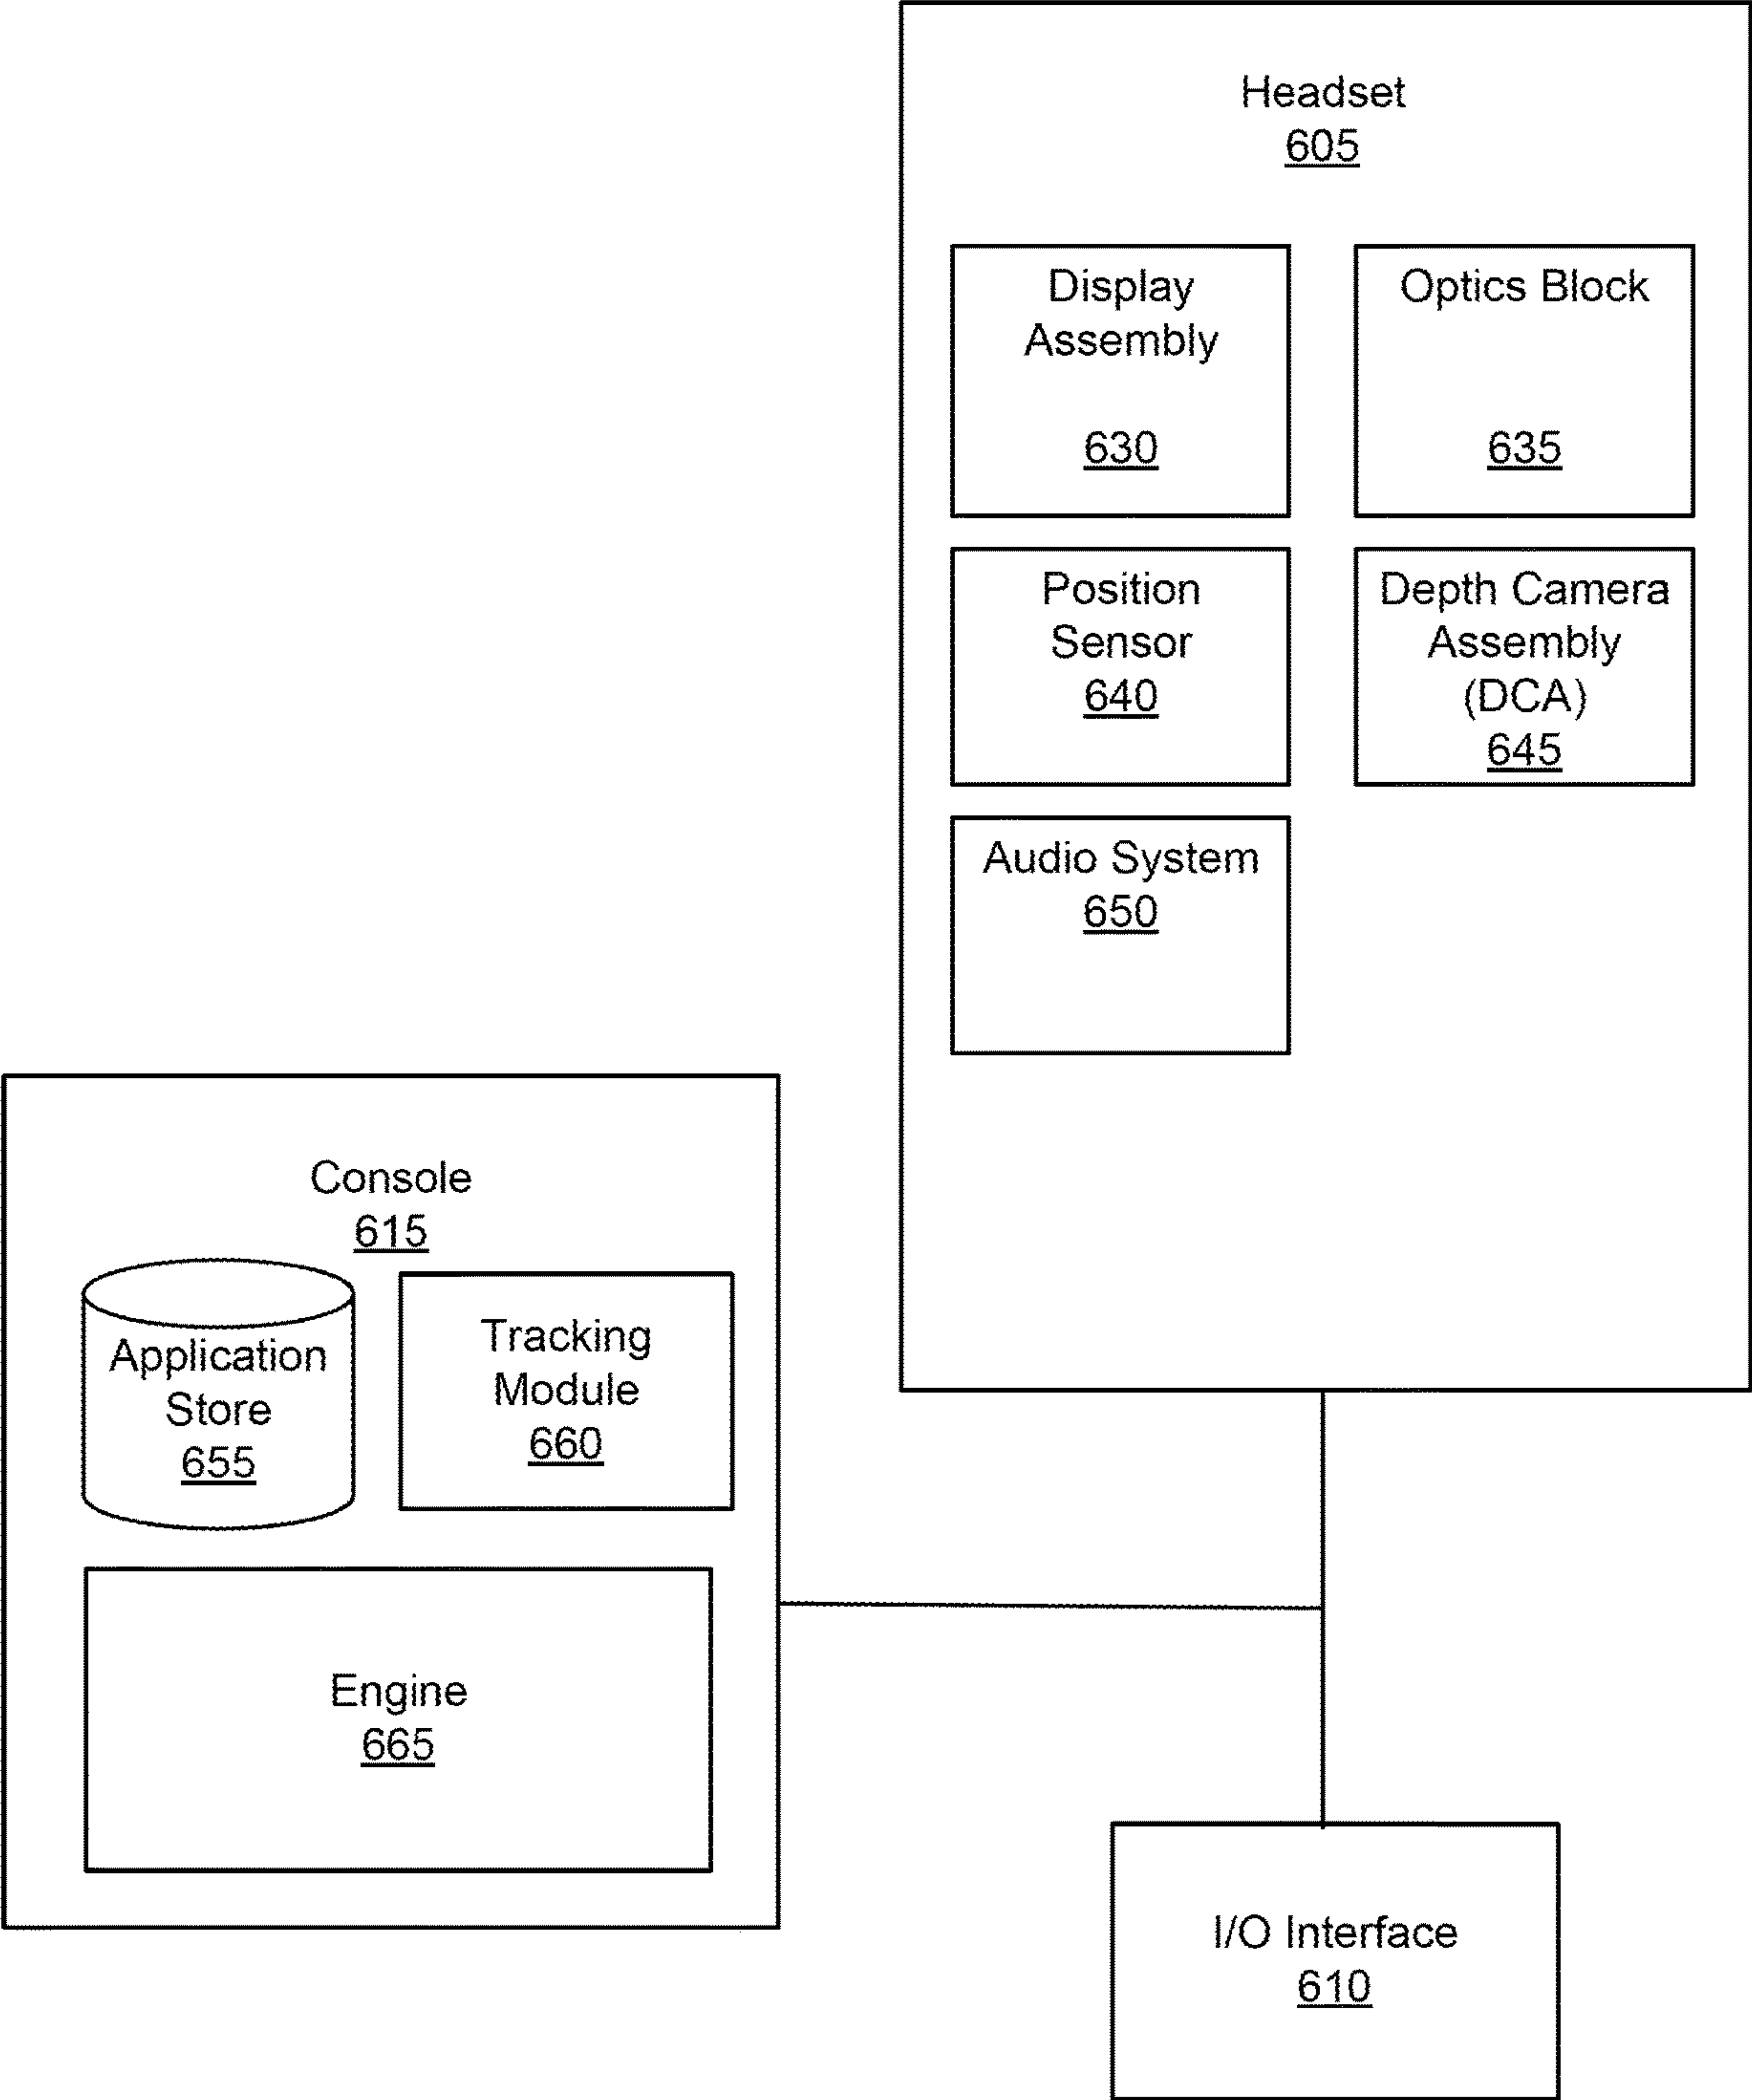 Headset
605
Display
Assembly
630
Optics Block
635
Position
Sensor
640
Depth Camera
Assembly
(DCA)
645
Audio System
650
Console
615
Application
Store
655
Tracking
Module
660
Engine
665
I/O Interface
610